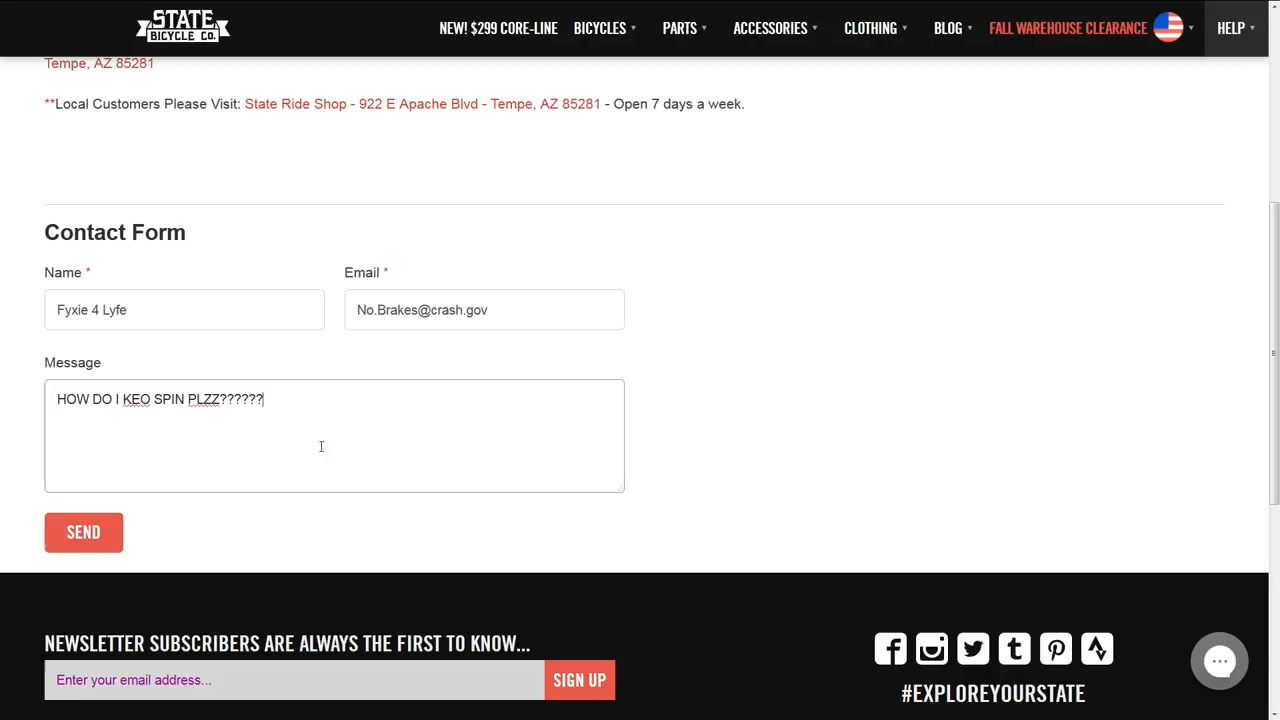 STATE
BICYCLE CO.
NEW! $299 CORE-LINE BICYCLES PARTS ACCESSORIES CLOTHING BLOG FALL WAREHOUSE CLEARANCE HELP
Tempe, AZ 85281
**Local Customers Please Visit: State Ride Shop - 922 E Apache Blvd - Tempe, AZ 85281 - Open 7 days a week.
Contact Form
Name * Email *
Fyxie 4 Lyfe No.Brakes@crash.gov
Message
HOW DO I KEO SPIN PLZZ??????
SEND
NEWSLETTER SUBSCRIBERS ARE ALWAYS THE FIRST TO KNOW...
Enter your email address... SIGN UP
#EXPLOREYOURSTATE